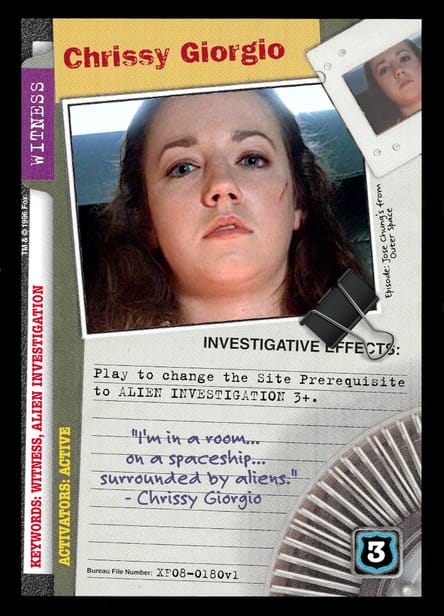 Chrissy Giorgio
WITNESS
TM & © 1996 Fox
Episode: Jose Chung's from
Outer Space
KEYWORDS: WITNESS, ALIEN INVESTIGATION
ACTIVATORS: ACTIVE
INVESTIGATIVE EFFECTS:
Play to change the Site Prerequisite
to ALIEN INVESTIGATION 3+.
"I'm in a room...
on a spaceship...
surrounded by aliens."
- Chrissy Giorgio
3
Bureau File Number: XF08-0180v1